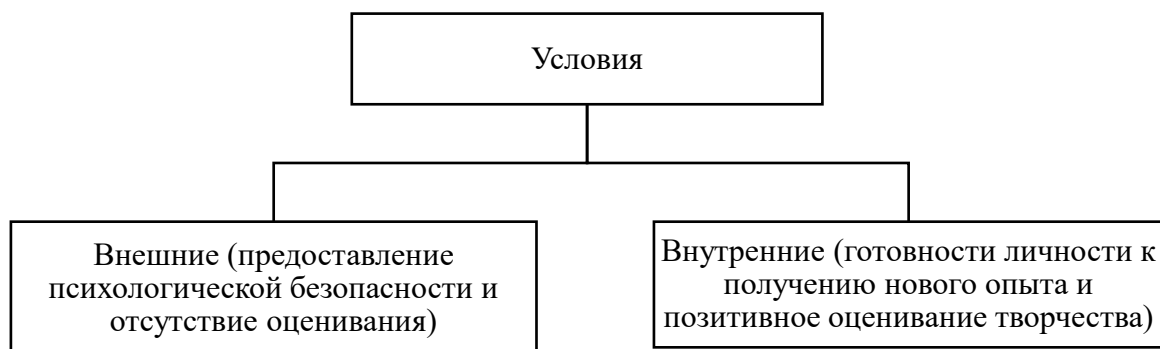 Условия
Внешние (предоставление
психологической безопасности и
отсутствие оценивания)
Внутренние (готовности личности к
получению нового опыта и
позитивное оценивание творчества)